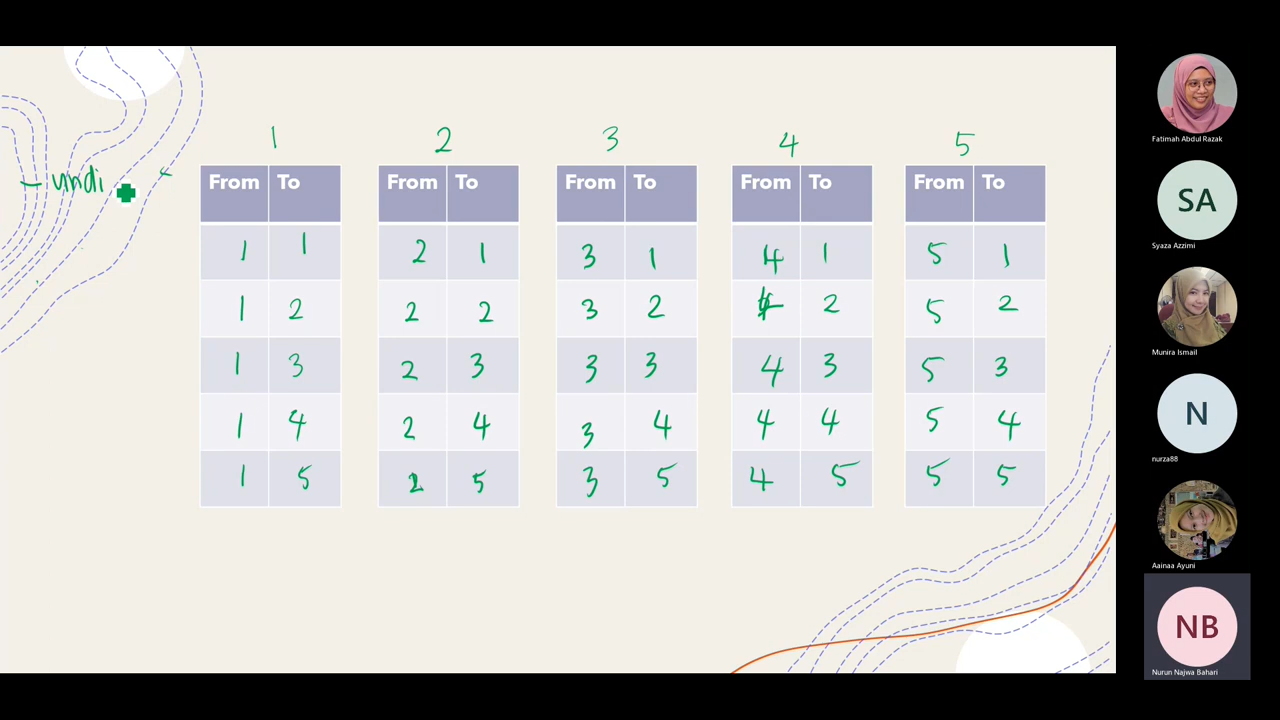 1 2 3 4 5
- undi
From To From To From To From To From To
1 1 2 1 3 1 4 1 5 1
1 2 2 2 3 2 4 2 5 2
1 3 2 3 3 3 4 3 5 3
1 4 2 4 3 4 4 4 5 4
1 5 2 5 3 5 4 5 5 5
Fatimah Abdul Razak
SA
Syaza Azzimi
Munira Ismail
N
nurza88
Aainaa Ayuni
NB
Nurun Najwa Bahari